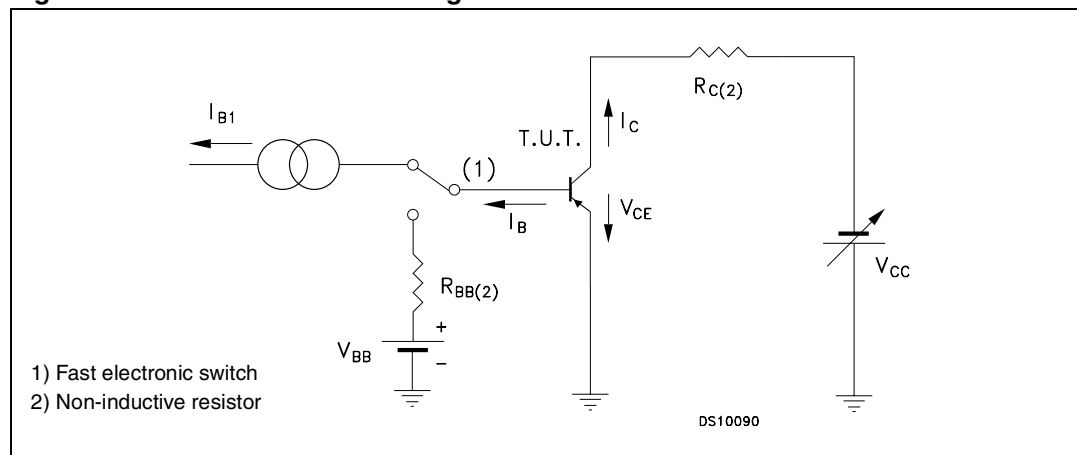 I_B1
R_C(2)
I_C
T.U.T.
(1)
I_B
V_CE
V_CC
R_BB(2)
+
V_BB
−
1) Fast electronic switch
2) Non-inductive resistor
DS10090